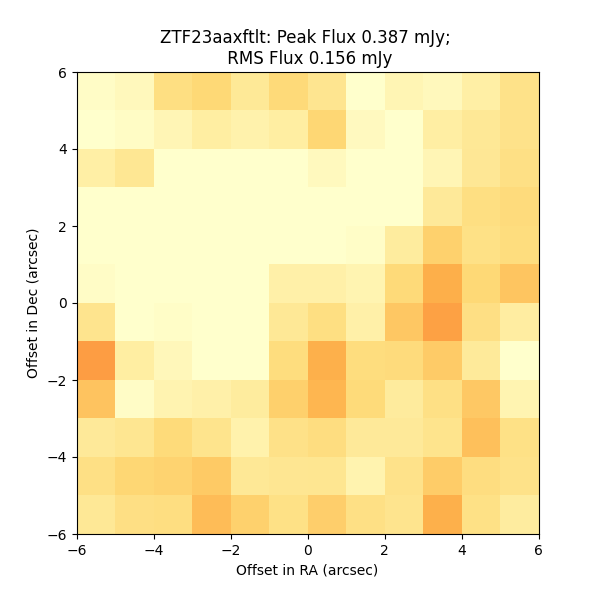 ZTF23aaxftlt: Peak Flux 0.387 mJy;
RMS Flux 0.156 mJy
6
4
2
0
−2
−4
−6
Offset in Dec (arcsec)
−6 −4 −2 0 2 4 6
Offset in RA (arcsec)